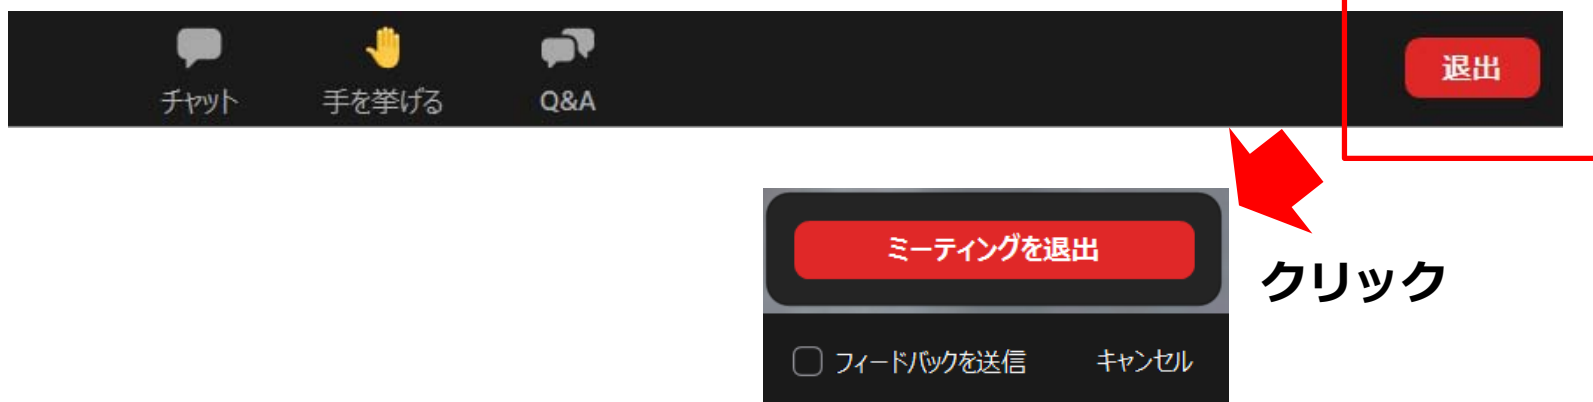 チャット
手を挙げる
Q&A
退出
ミーティングを退出
クリック
フィードバックを送信
キャンセル